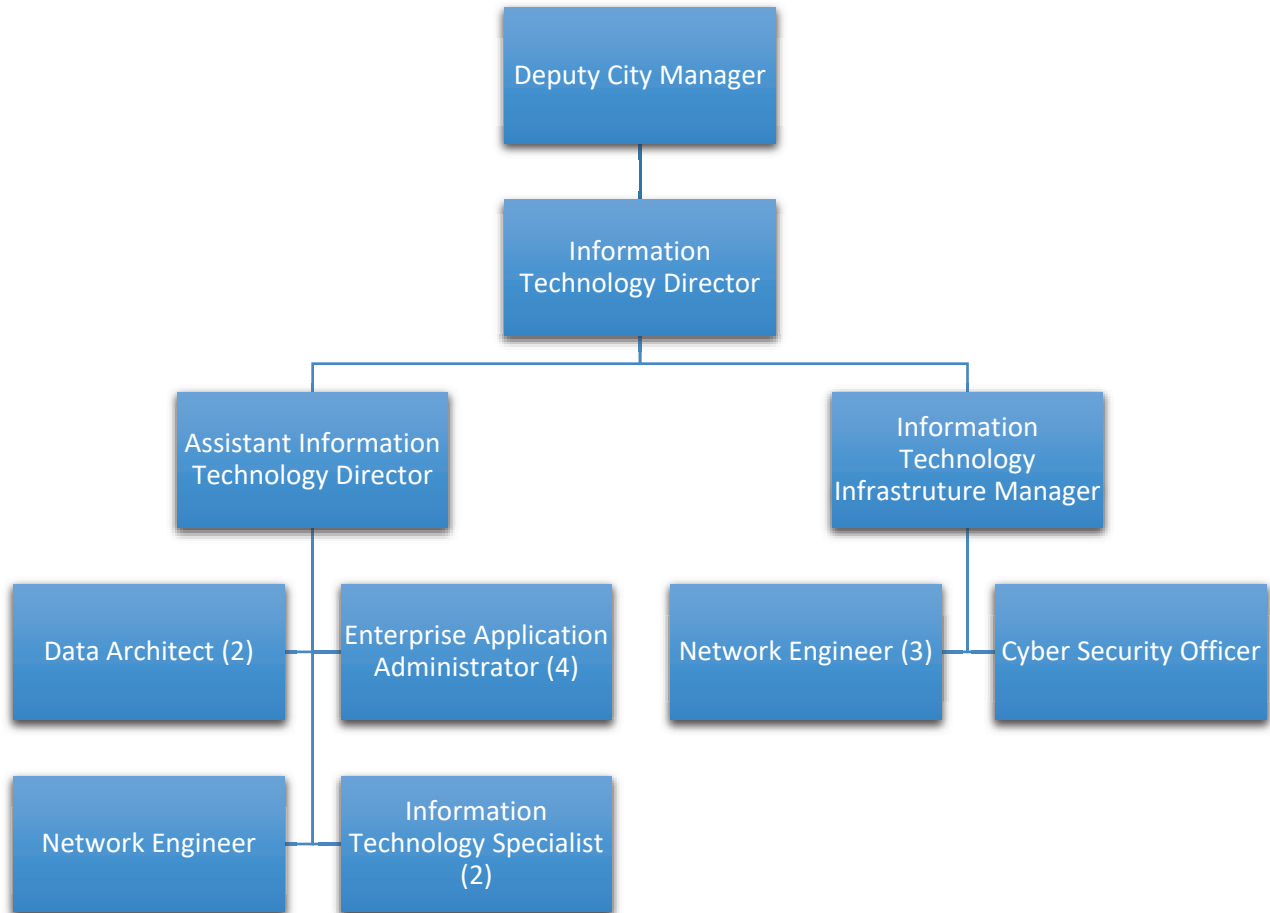 Deputy City Manager
Information
Technology Director
Assistant Information
Technology Director
Information
Technology
Infrastruture Manager
Data Architect (2)
Enterprise Application
Administrator (4)
Network Engineer (3)
Cyber Security Officer
Network Engineer
Information
Technology Specialist
(2)